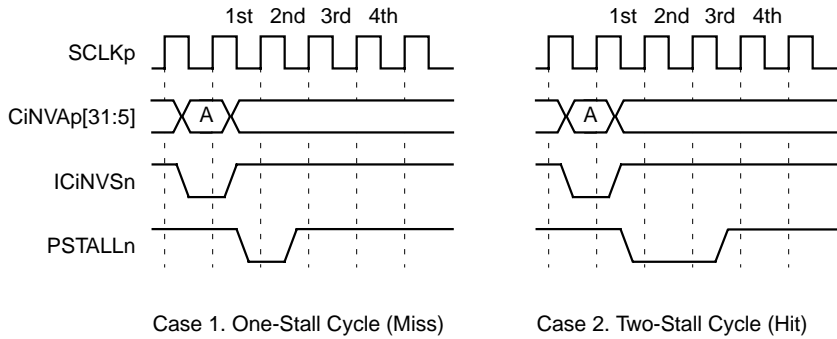 1st 2nd 3rd 4th
1st 2nd 3rd 4th
SCLKp
CiNVAp[31:5]
A
A
ICiNVSn
PSTALLn
Case 1. One-Stall Cycle (Miss)
Case 2. Two-Stall Cycle (Hit)